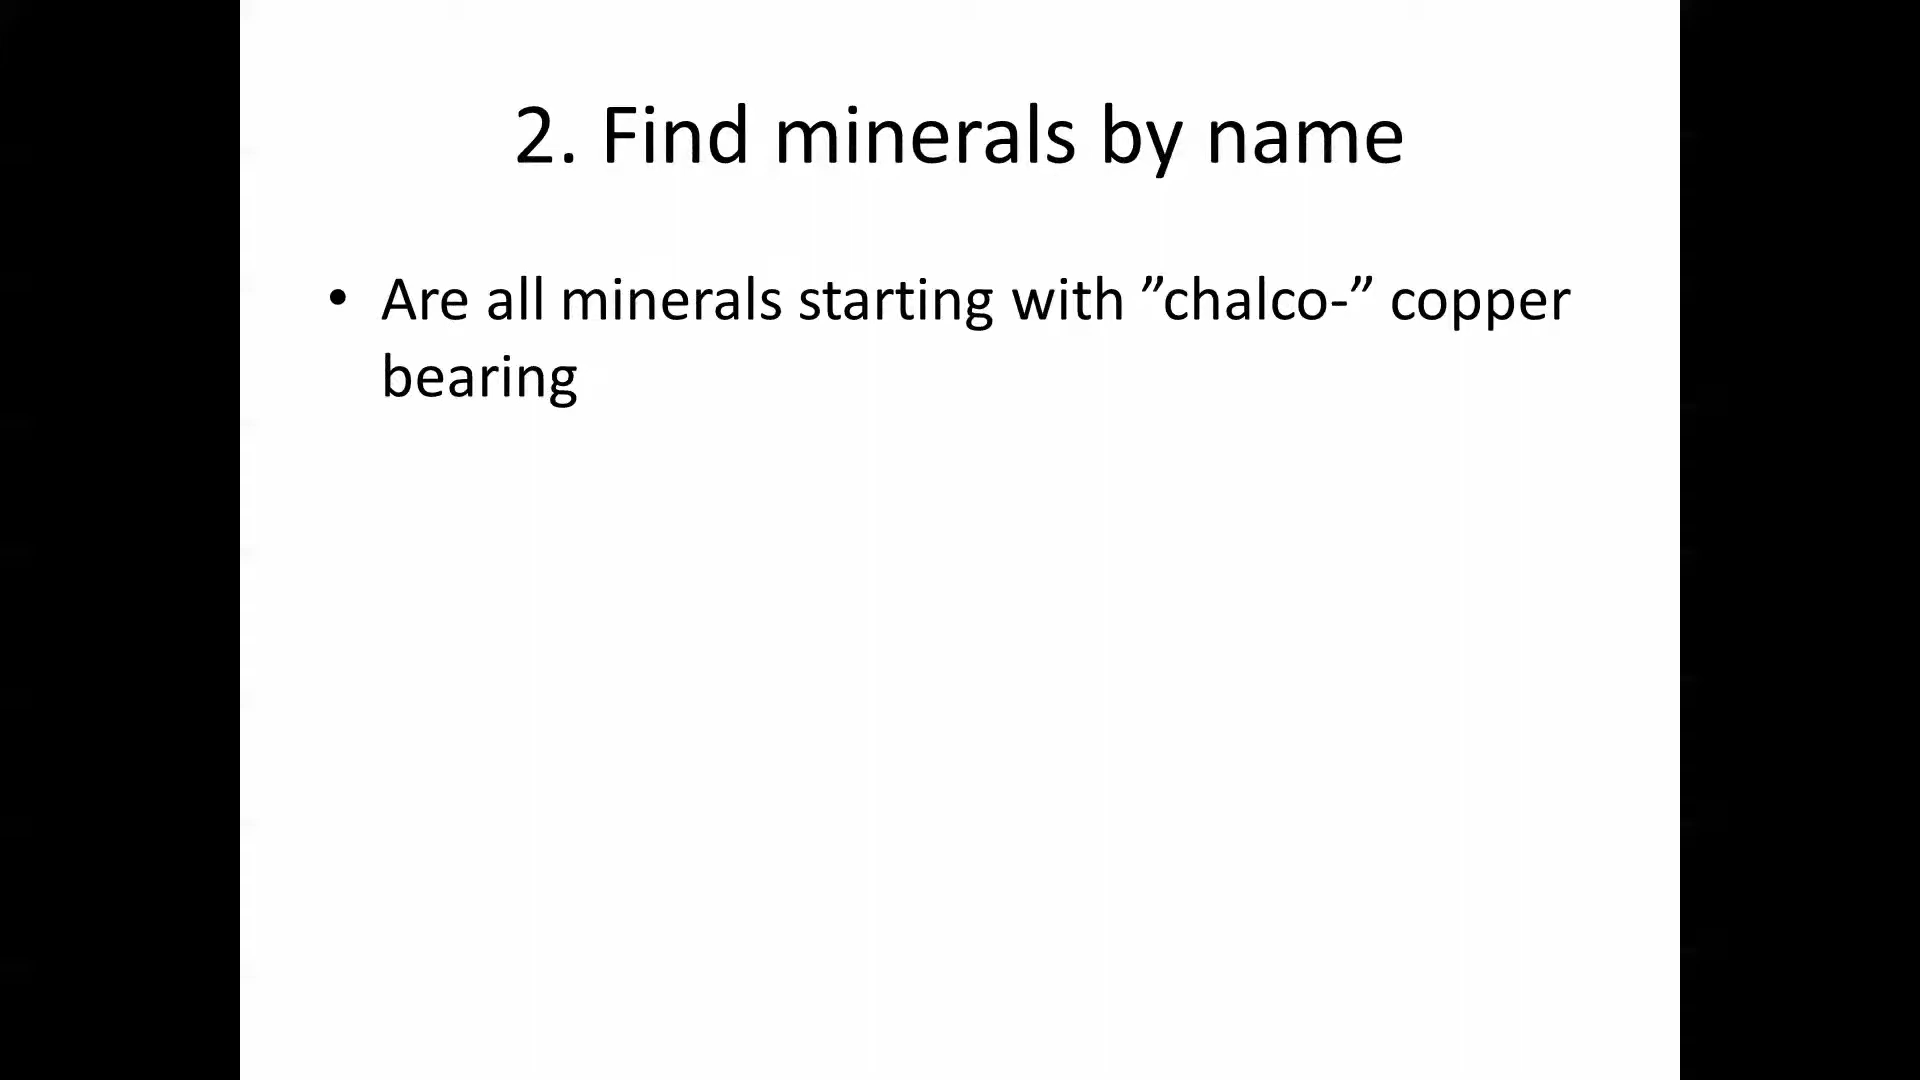 2. Find minerals by name
• Are all minerals starting with ”chalco-” copper
bearing